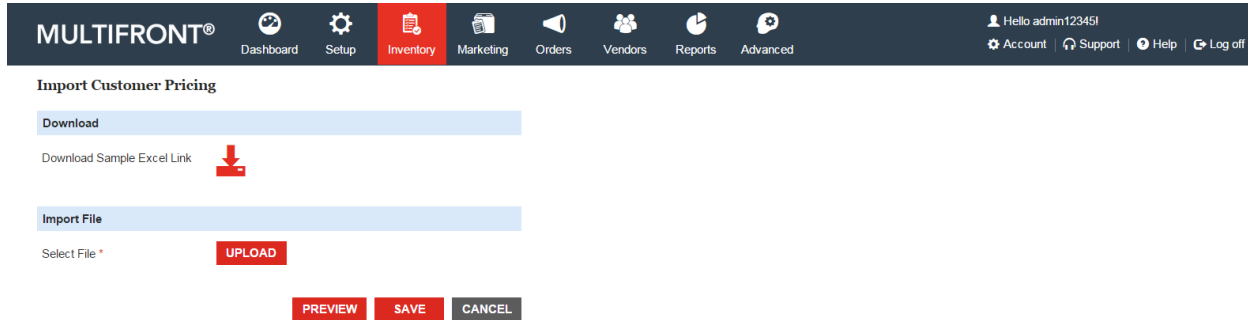 MULTIFRONT®
Dashboard Setup Inventory Marketing Orders Vendors Reports Advanced
Hello admin12345!
Account | Support | Help | Log off
Import Customer Pricing
Download
Download Sample Excel Link
Import File
Select File * UPLOAD
PREVIEW SAVE CANCEL